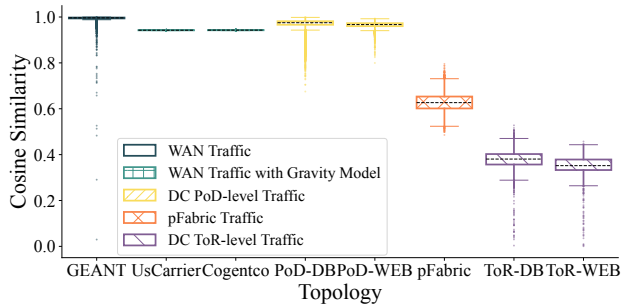 1.0
0.8
0.6
0.4
0.2
0.0
Cosine Similarity
WAN Traffic
WAN Traffic with Gravity Model
DC PoD-level Traffic
pFabric Traffic
DC ToR-level Traffic
GEANT UsCarrier Cogentco PoD-DB PoD-WEB pFabric ToR-DB ToR-WEB
Topology